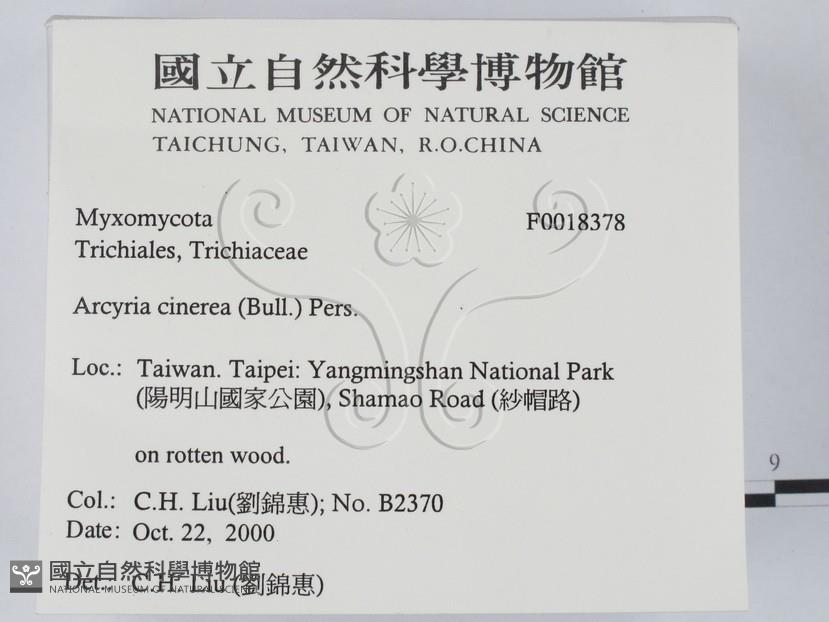 國立自然科學博物館
NATIONAL MUSEUM OF NATURAL SCIENCE
TAICHUNG, TAIWAN, R.O.CHINA
Myxomycota F0018378
Trichiales, Trichiaceae
Arcyria cinerea (Bull.) Pers.
Loc.: Taiwan. Taipei: Yangmingshan National Park
(陽明山國家公園), Shamao Road (紗帽路)
on rotten wood.
Col.: C.H. Liu(劉錦惠); No. B2370
Date: Oct. 22, 2000
Det.: C.H. Liu (劉錦惠)
國立自然科學博物館
NATIONAL MUSEUM OF NATURAL SCIENCE
9